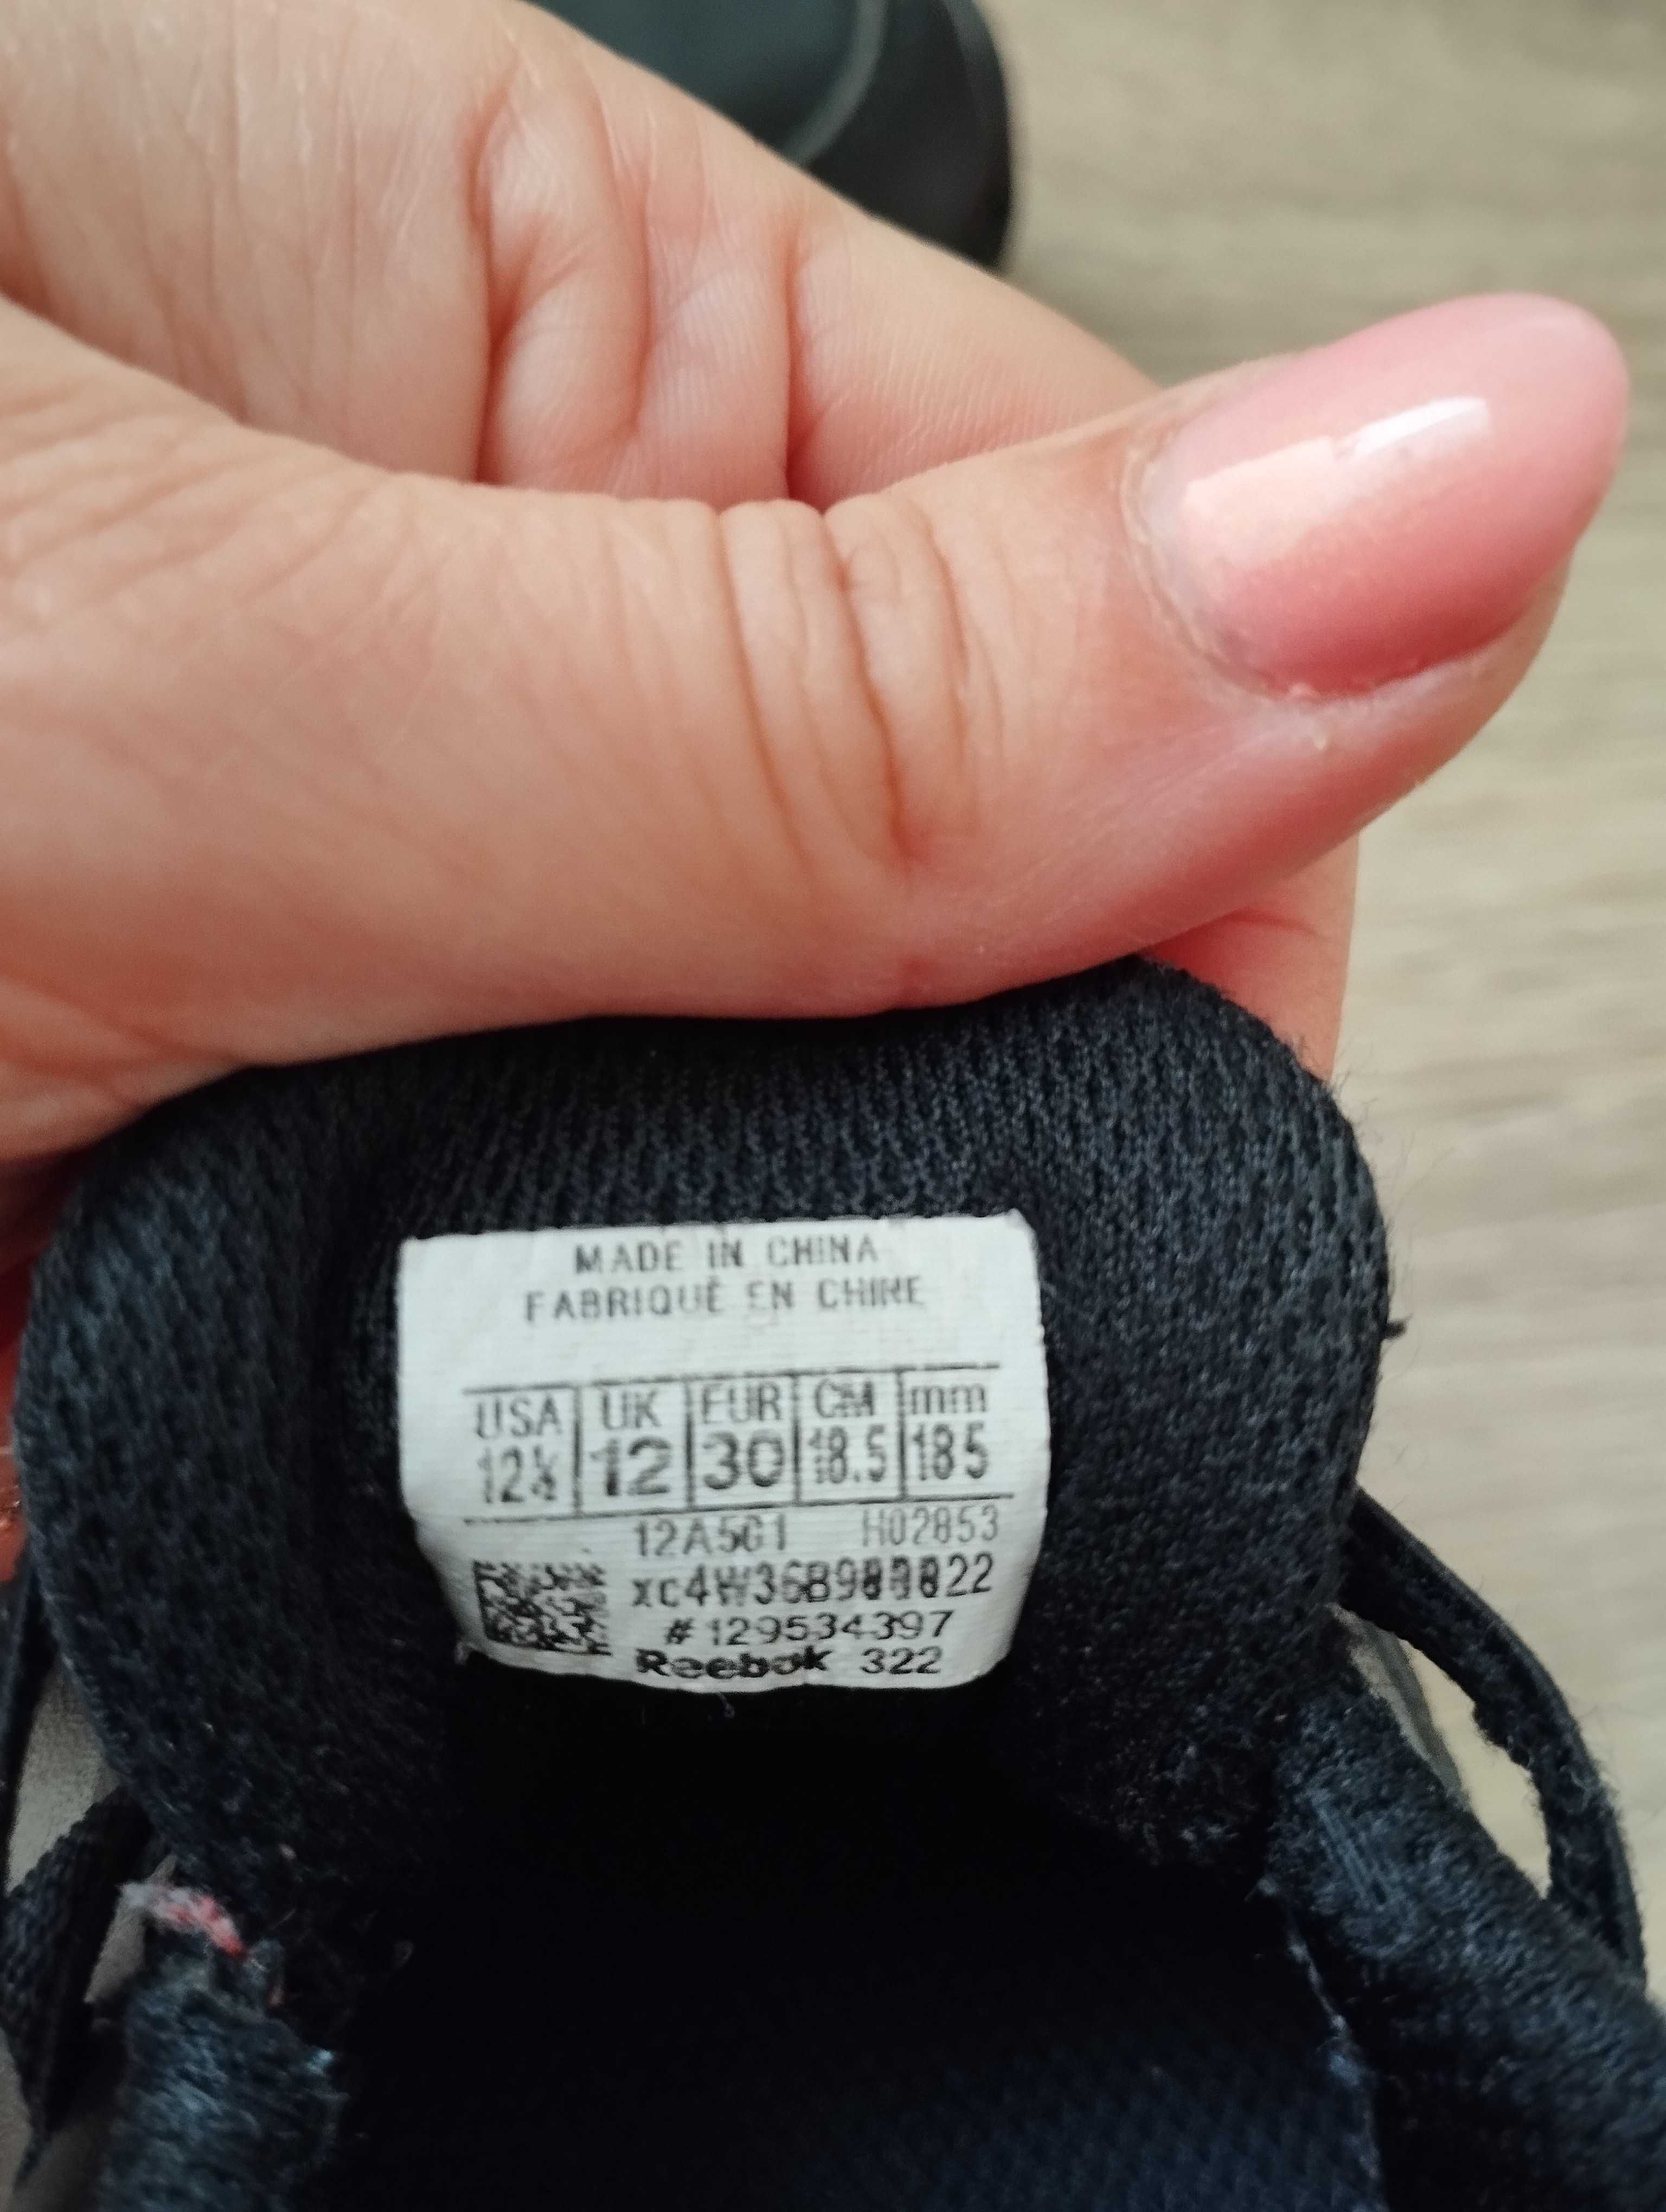 MADE IN CHINA
FABRIQUÉ EN CHINE
USA UK EUR CM mm
12½ 12 30 18.5 185
H02853
#129534397
Reebok 322